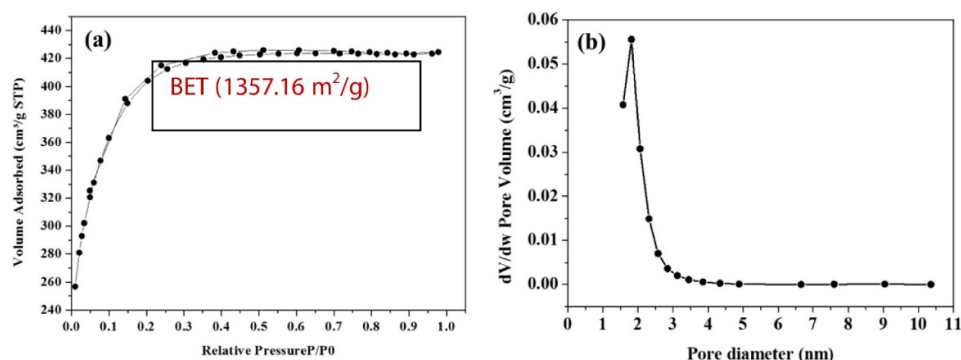 (a)
BET (1357.16 m²/g)
Volume Adsorbed (cm³/g STP)
440
420
400
380
360
340
320
300
280
260
240
0.0 0.1 0.2 0.3 0.4 0.5 0.6 0.7 0.8 0.9 1.0
Relative PressureP/P0
(b)
dV/dw Pore Volume (cm³/g)
0.06
0.05
0.04
0.03
0.02
0.01
0.00
0 1 2 3 4 5 6 7 8 9 10 11
Pore diameter (nm)